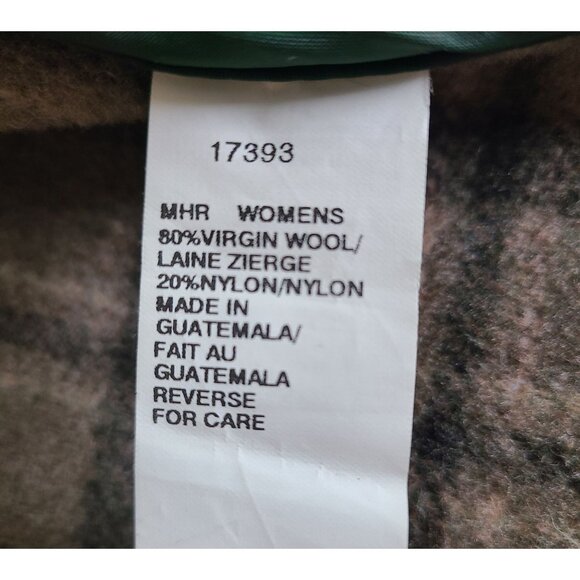 17393
MHR WOMENS
80%VIRGIN WOOL/
LAINE ZIERGE
20%NYLON/NYLON
MADE IN
GUATEMALA/
FAIT AU
GUATEMALA
REVERSE
FOR CARE